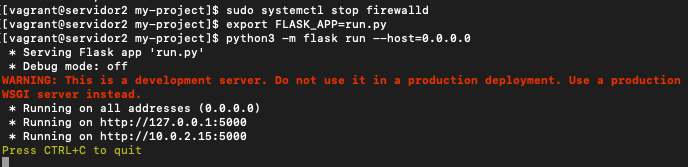 [[vagrant@servidor2 my-project]$ sudo systemctl stop firewalld
[[vagrant@servidor2 my-project]$ export FLASK_APP=run.py
[[vagrant@servidor2 my-project]$ python3 -m flask run --host=0.0.0.0
 * Serving Flask app 'run.py'
 * Debug mode: off
WARNING: This is a development server. Do not use it in a production deployment. Use a production
WSGI server instead.
 * Running on all addresses (0.0.0.0)
 * Running on http://127.0.0.1:5000
 * Running on http://10.0.2.15:5000
Press CTRL+C to quit